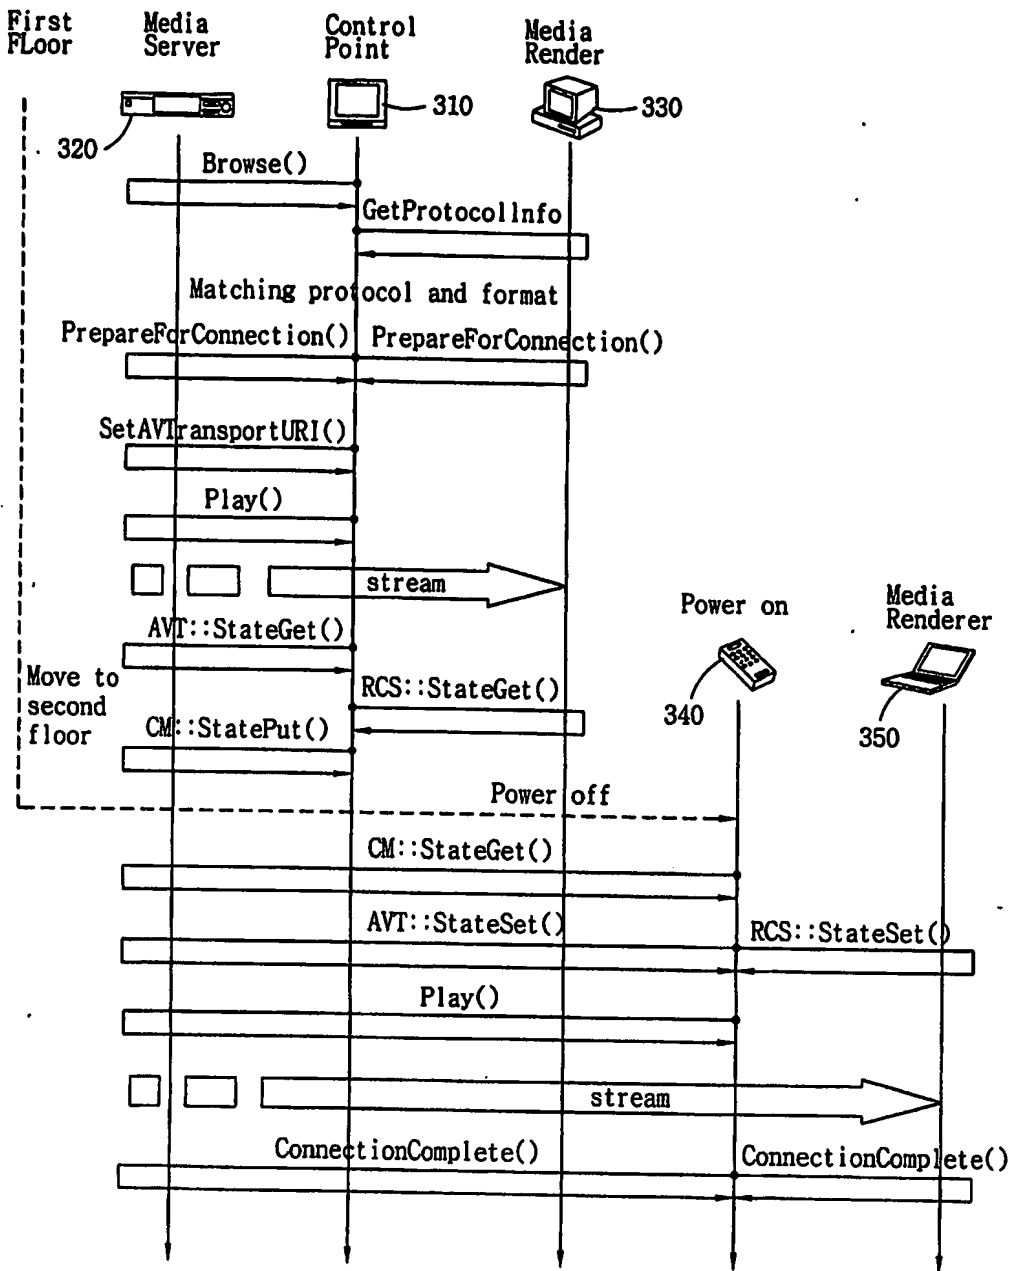 First
FLoor
Media
Server
Control
Point
Media
Render
320
310
330
Browse()
GetProtocolInfo
Matching protocol and format
PrepareForConnection()
PrepareForConnection()
SetAVTransportURI()
Play()
stream
Power on
Media
Renderer
AVT::StateGet()
340
350
Move to
second
floor
RCS::StateGet()
CM::StatePut()
Power off
CM::StateGet()
AVT::StateSet()
RCS::StateSet()
Play()
stream
ConnectionComplete()
ConnectionComplete()